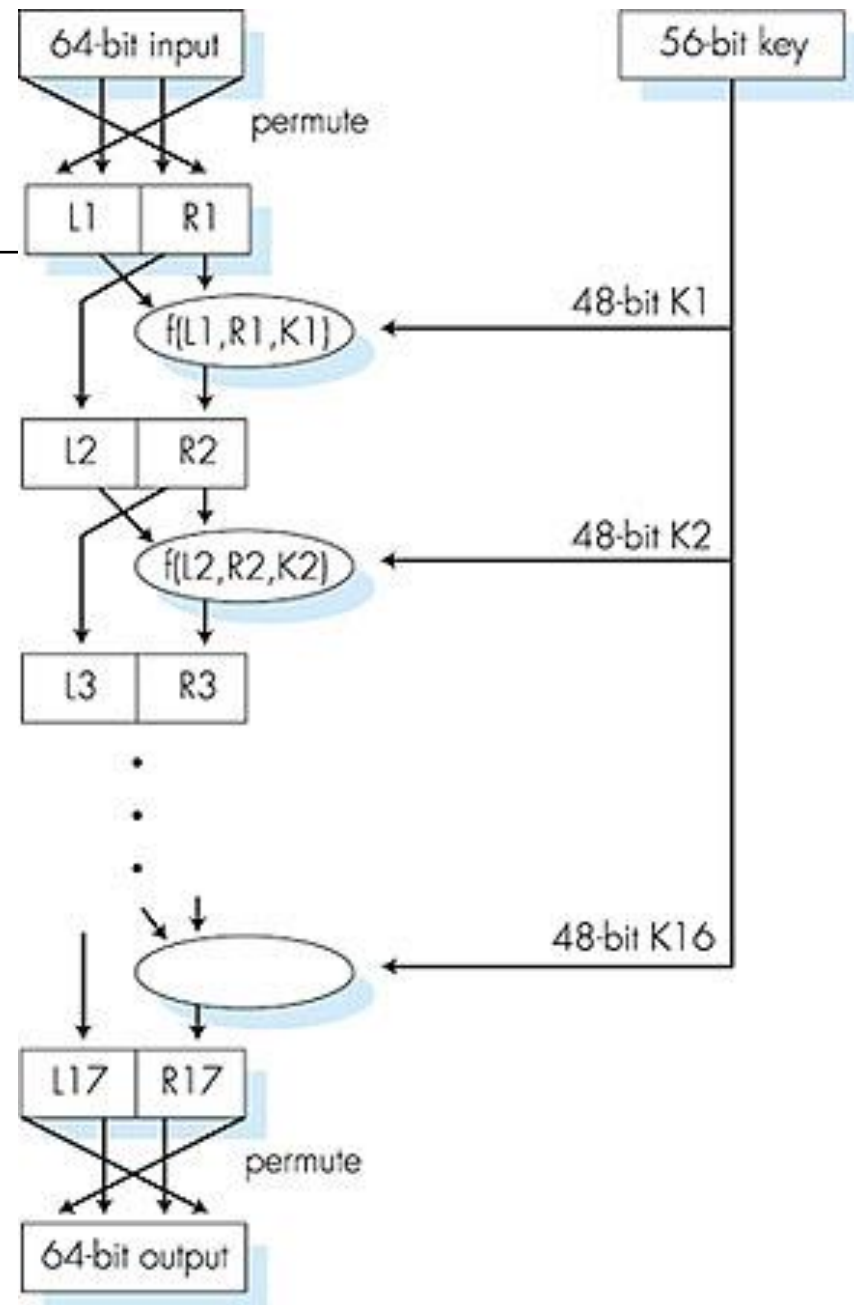 64-bit input
56-bit key
permute
L1 R1
48-bit K1
f(L1,R1,K1)
L2 R2
48-bit K2
f(L2,R2,K2)
L3 R3
48-bit K16
L17 R17
permute
64-bit output